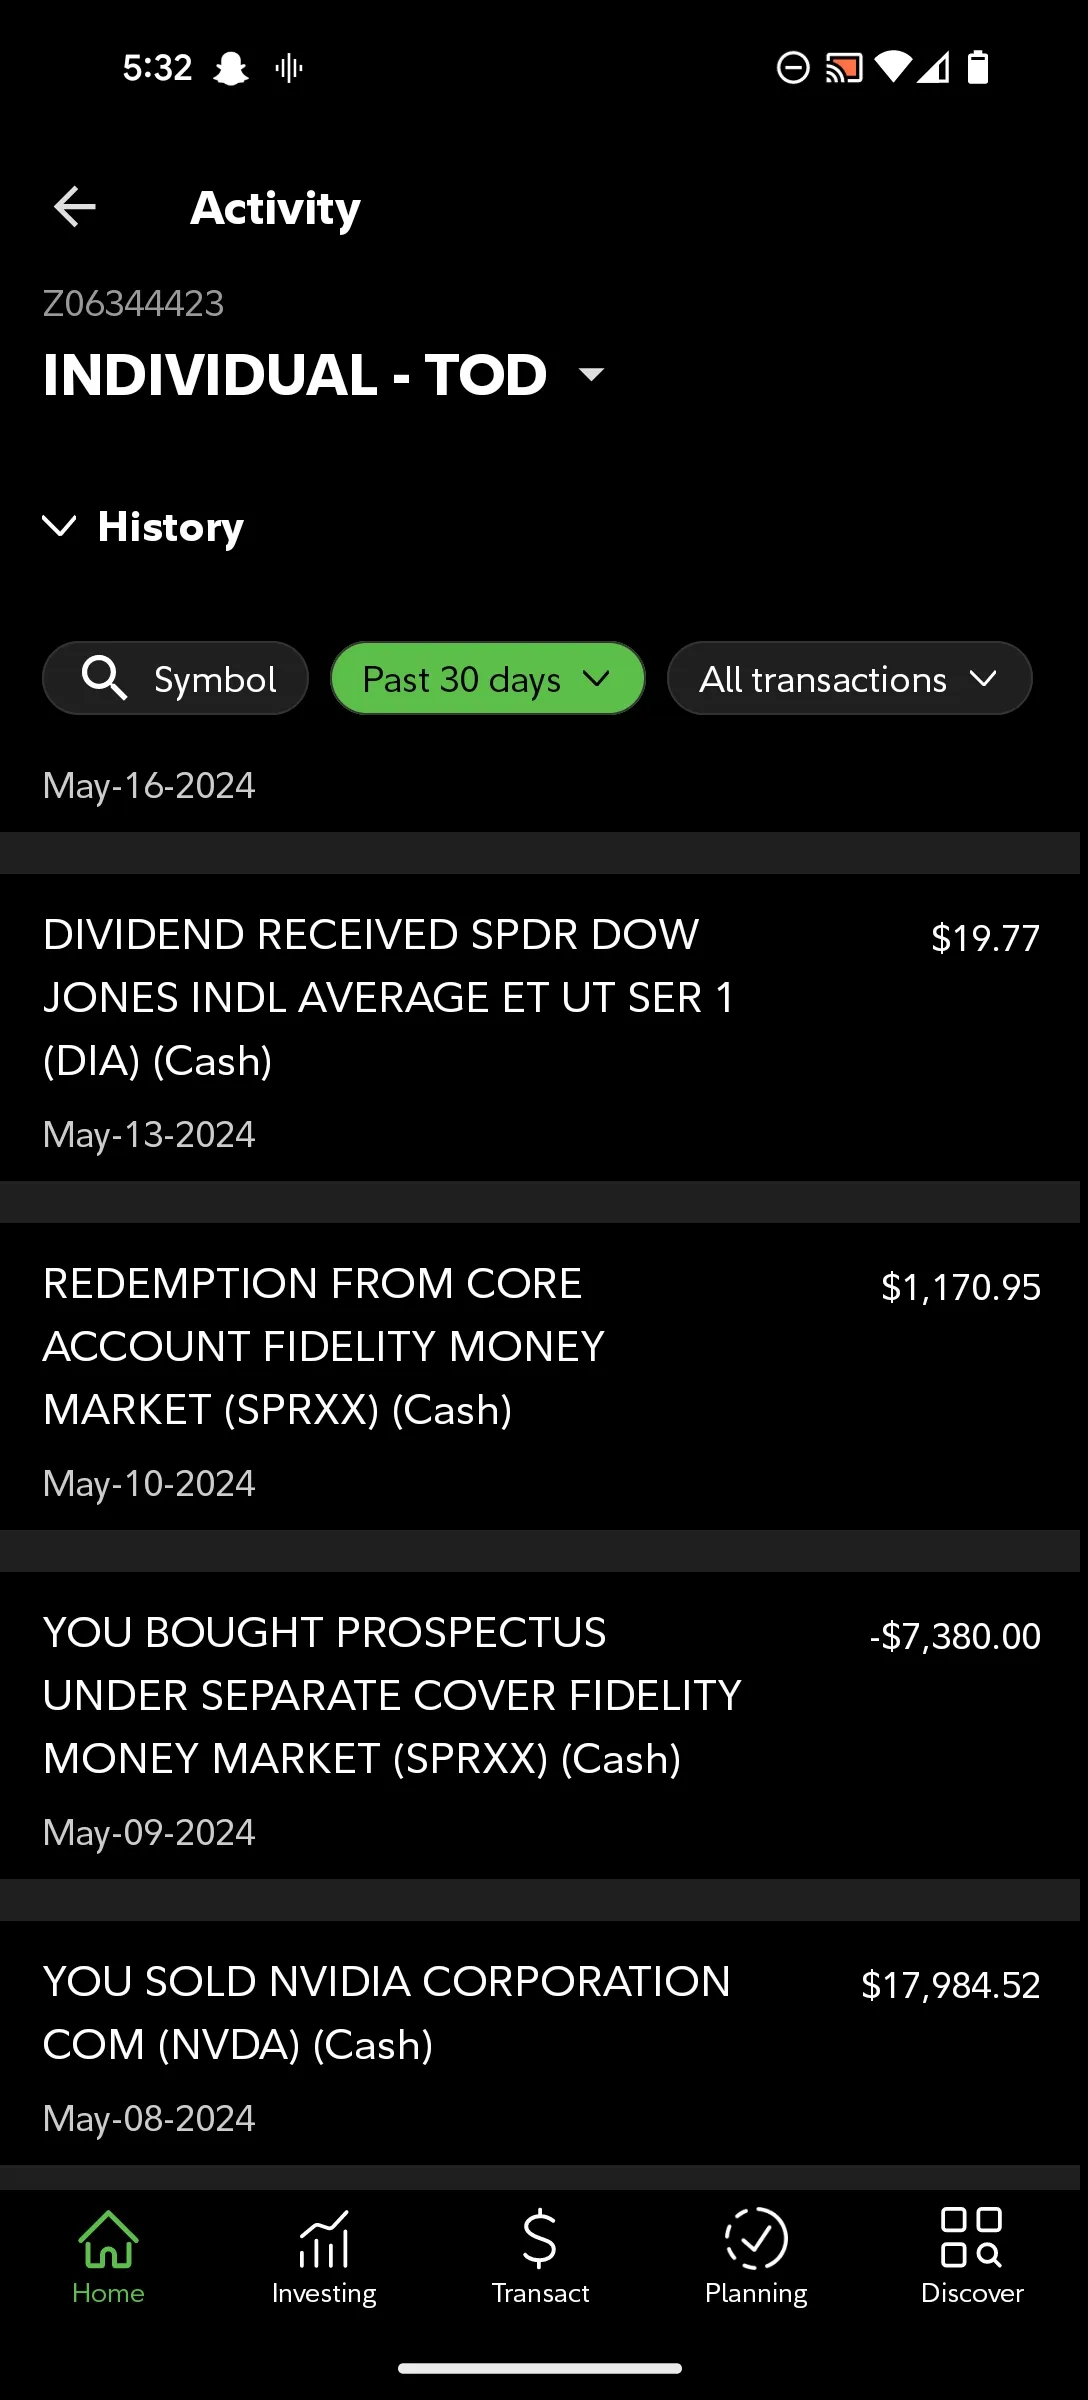 5:32
Activity
Z06344423
INDIVIDUAL - TOD
History
Symbol
Past 30 days
All transactions
May-16-2024
DIVIDEND RECEIVED SPDR DOW
$19.77
JONES INDL AVERAGE ET UT SER 1
(DIA) (Cash)
May-13-2024
REDEMPTION FROM CORE
$1,170.95
ACCOUNT FIDELITY MONEY
MARKET (SPRXX) (Cash)
May-10-2024
YOU BOUGHT PROSPECTUS
-$7,380.00
UNDER SEPARATE COVER FIDELITY
MONEY MARKET (SPRXX) (Cash)
May-09-2024
YOU SOLD NVIDIA CORPORATION
$17,984.52
COM (NVDA) (Cash)
May-08-2024
Home
Investing
Transact
Planning
Discover